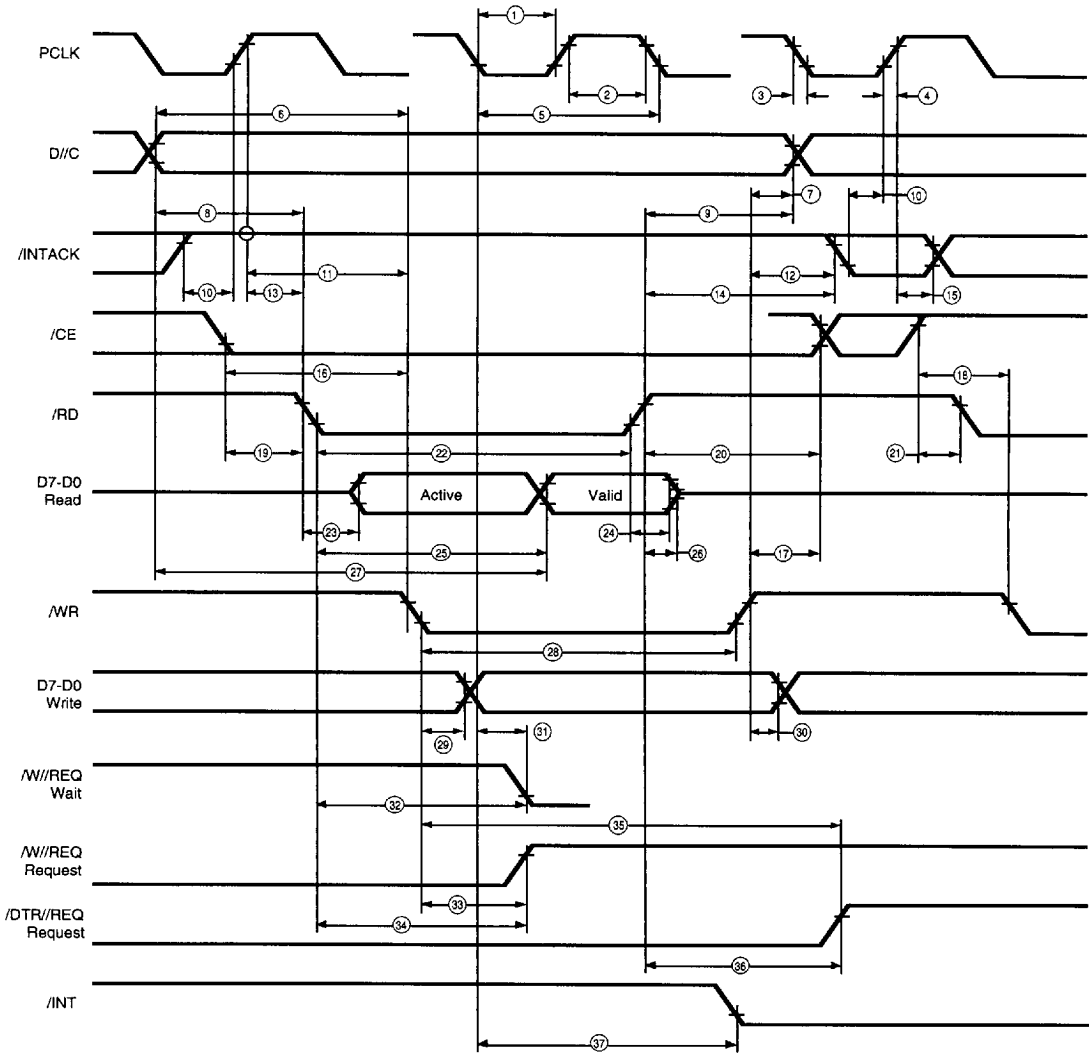 1
PCLK
3
2
4
5
6
D//C
7
10
8
9
/INTACK
11
12
10
13
14
15
/CE
16
18
/RD
19
22
20
21
D7-D0
Read
Active
Valid
23
24
25
26
17
27
/WR
28
D7-D0
Write
29
31
30
/W//REQ
Wait
32
35
/W//REQ
Request
33
34
/DTR//REQ
Request
36
/INT
37